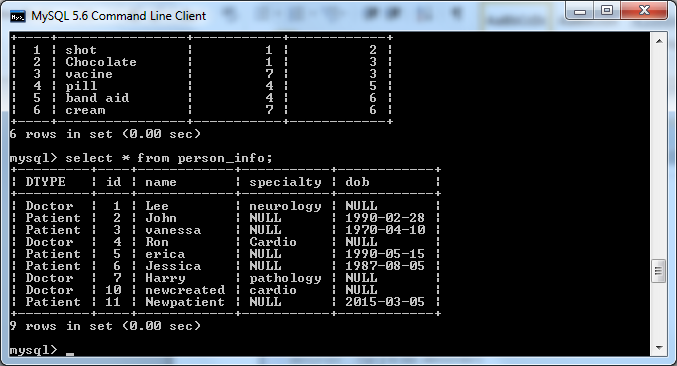 MySQL 5.6 Command Line Client
+----+-----------+-----------+------------+
| 1 | shot | 1 | 2 |
| 2 | Chocolate | 1 | 3 |
| 3 | vacine | 7 | 3 |
| 4 | pill | 4 | 5 |
| 5 | band aid | 4 | 6 |
| 6 | cream | 7 | 6 |
+----+-----------+-----------+------------+
6 rows in set (0.00 sec)
mysql> select * from person_info;
+---------+----+------------+-----------+------------+
| DTYPE | id | name | specialty | dob |
+---------+----+------------+-----------+------------+
| Doctor | 1 | Lee | neurology | NULL |
| Patient | 2 | John | NULL | 1990-02-28 |
| Patient | 3 | vanessa | NULL | 1970-04-10 |
| Doctor | 4 | Ron | Cardio | NULL |
| Patient | 5 | erica | NULL | 1990-05-15 |
| Patient | 6 | Jessica | NULL | 1987-08-05 |
| Doctor | 7 | Harry | pathology | NULL |
| Doctor | 10 | newcreated | cardio | NULL |
| Patient | 11 | Newpatient | NULL | 2015-03-05 |
+---------+----+------------+-----------+------------+
9 rows in set (0.00 sec)
mysql> _